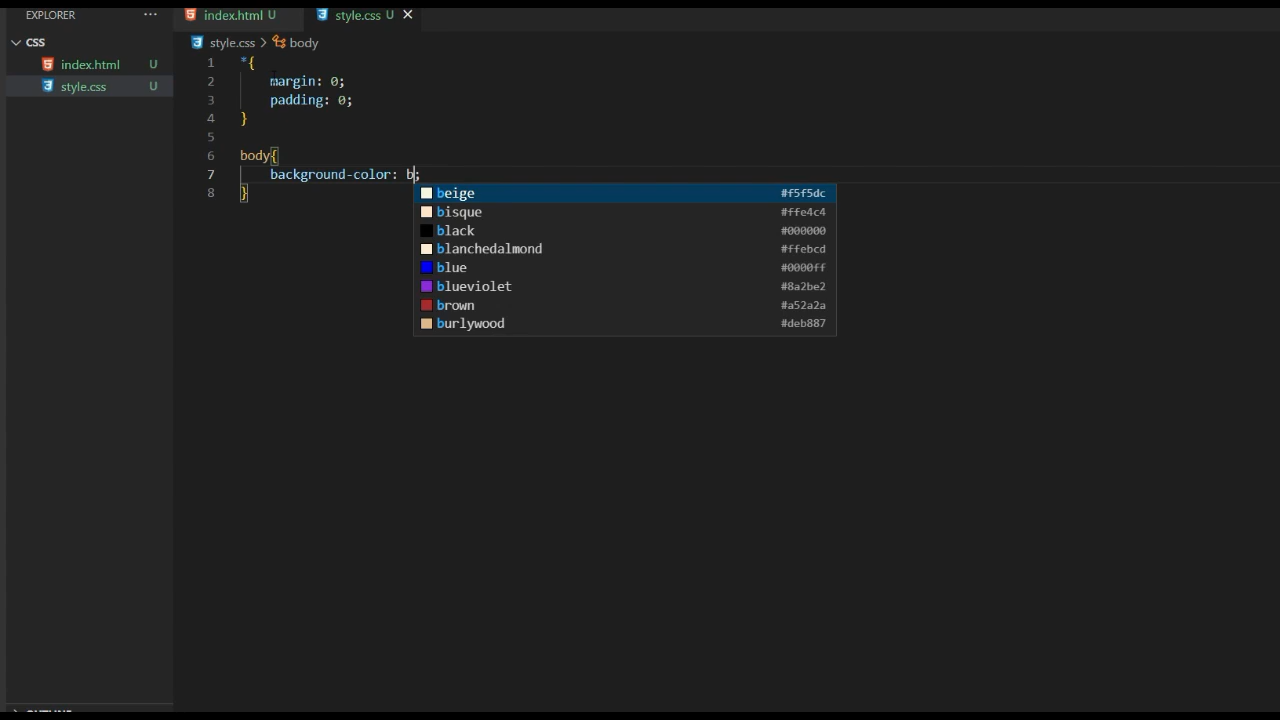 EXPLORER ...
index.html U
style.css U
CSS
style.css > body
index.html U
style.css U
1 *{
2 margin: 0;
3 padding: 0;
4 }
5
6 body{
7 background-color: b;
8 }
beige #f5f5dc
bisque #ffe4c4
black #000000
blanchedalmond #ffebcd
blue #0000ff
blueviolet #8a2be2
brown #a52a2a
burlywood #deb887
OUTLINE